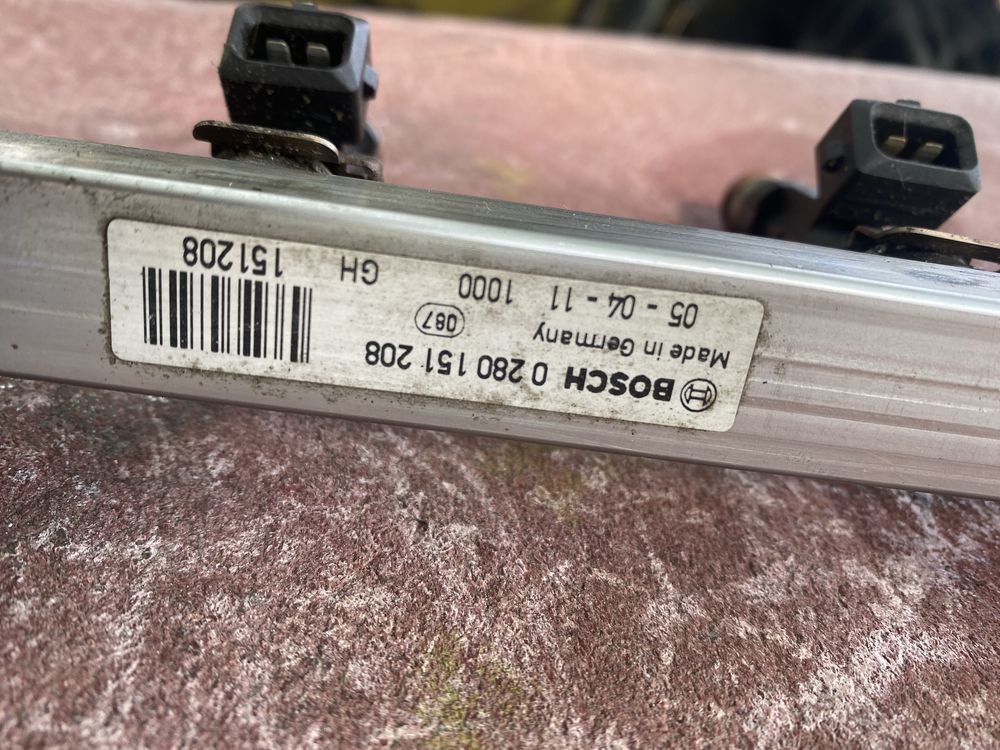 BOSCH 0 280 151 208
Made in Germany 087
05 - 04 - 11 1000
GH 151208